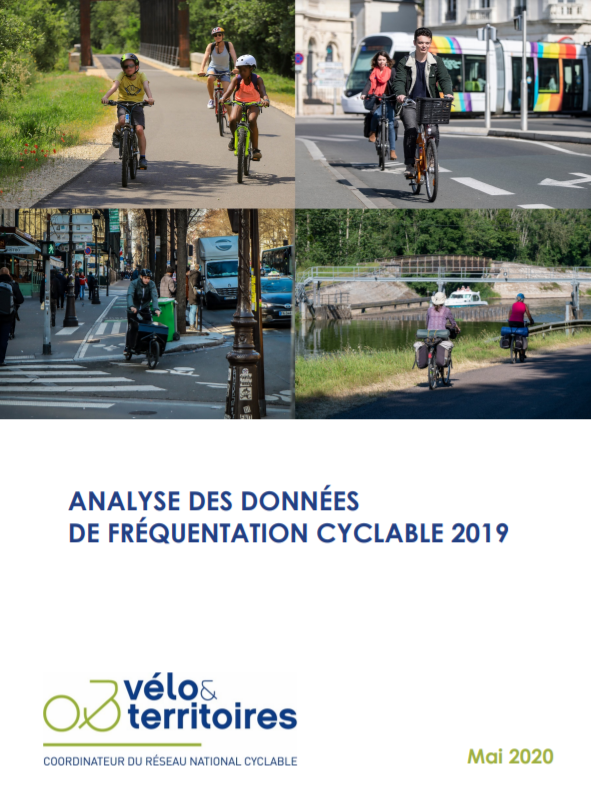 ANALYSE DES DONNÉES
DE FRÉQUENTATION CYCLABLE 2019
vélo&
territoires
COORDINATEUR DU RÉSEAU NATIONAL CYCLABLE
Mai 2020